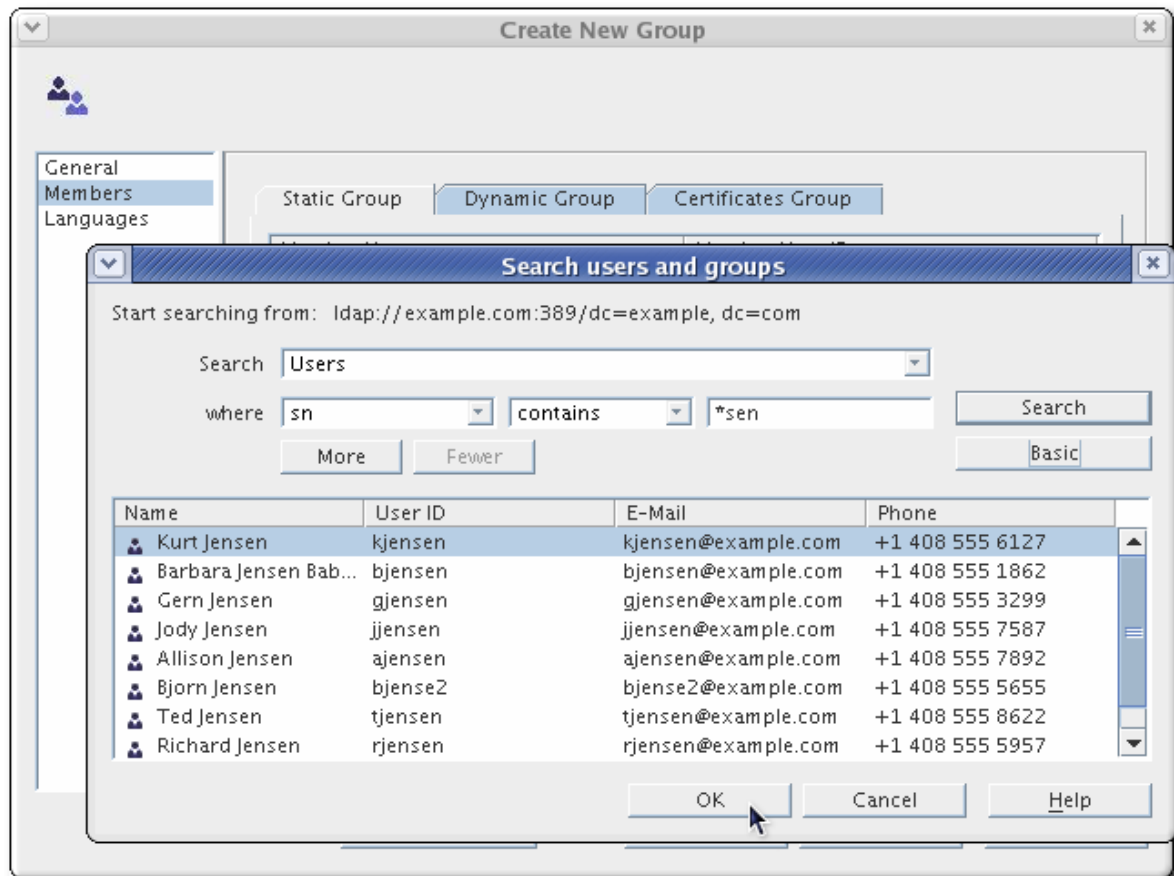 Create New Group
General
Members
Languages
Static Group Dynamic Group Certificates Group
Search users and groups
Start searching from: ldap://example.com:389/dc=example, dc=com
Search Users
where sn contains *sen Search
More Fewer Basic
Name User ID E-Mail Phone
Kurt Jensen kjensen kjensen@example.com +1 408 555 6127
Barbara Jensen Bab... bjensen bjensen@example.com +1 408 555 1862
Gern Jensen gjensen gjensen@example.com +1 408 555 3299
Jody Jensen jjensen jjensen@example.com +1 408 555 7587
Allison Jensen ajensen ajensen@example.com +1 408 555 7892
Bjorn Jensen bjense2 bjense2@example.com +1 408 555 5655
Ted Jensen tjensen tjensen@example.com +1 408 555 8622
Richard Jensen rjensen rjensen@example.com +1 408 555 5957
OK Cancel Help